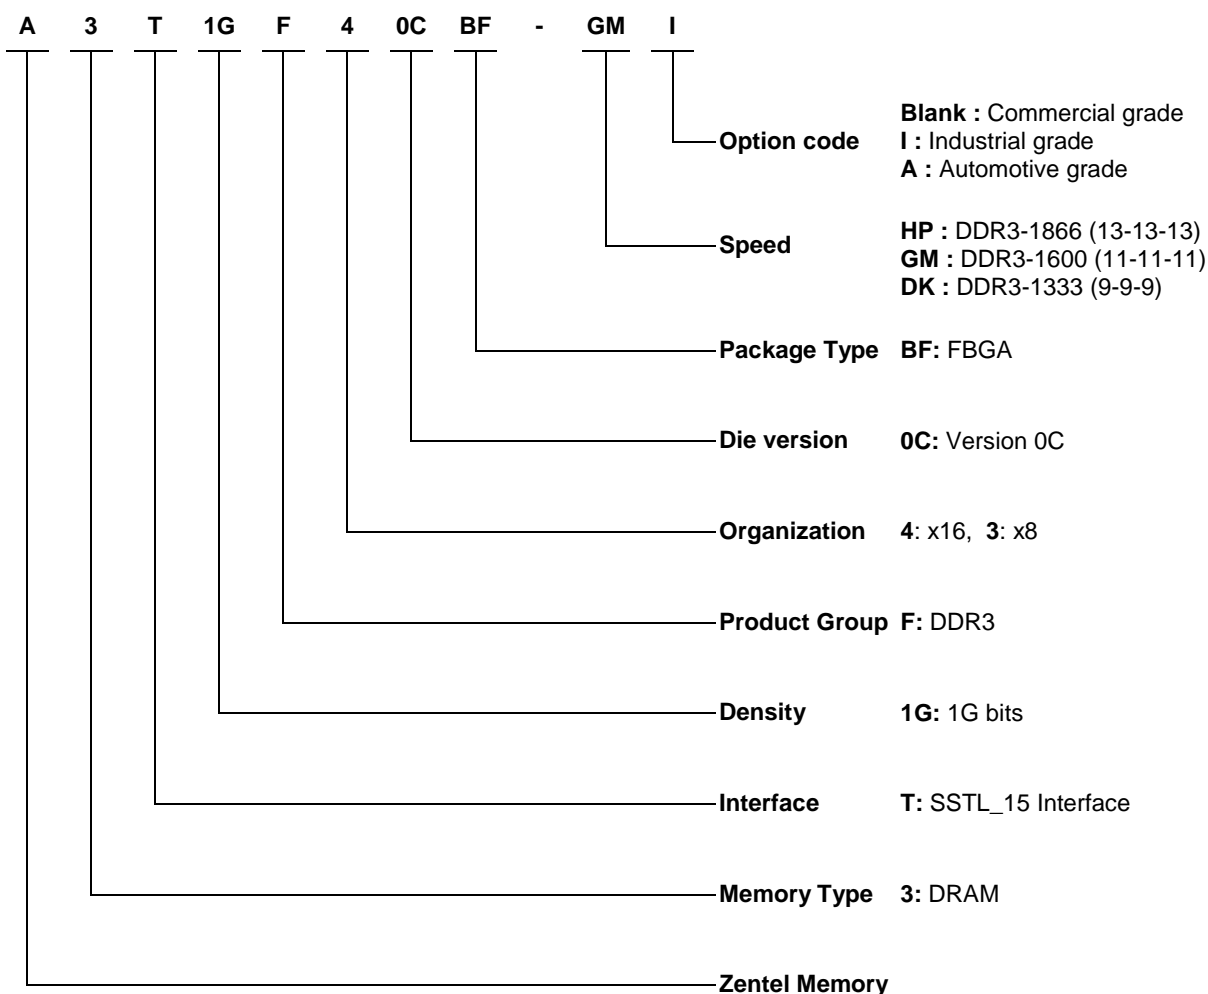 A 3 T 1G F 4 0C BF - GM I
Option code
Blank : Commercial grade
I : Industrial grade
A : Automotive grade
Speed
HP : DDR3-1866 (13-13-13)
GM : DDR3-1600 (11-11-11)
DK : DDR3-1333 (9-9-9)
Package Type BF: FBGA
Die version 0C: Version 0C
Organization 4: x16, 3: x8
Product Group F: DDR3
Density 1G: 1G bits
Interface T: SSTL_15 Interface
Memory Type 3: DRAM
Zentel Memory